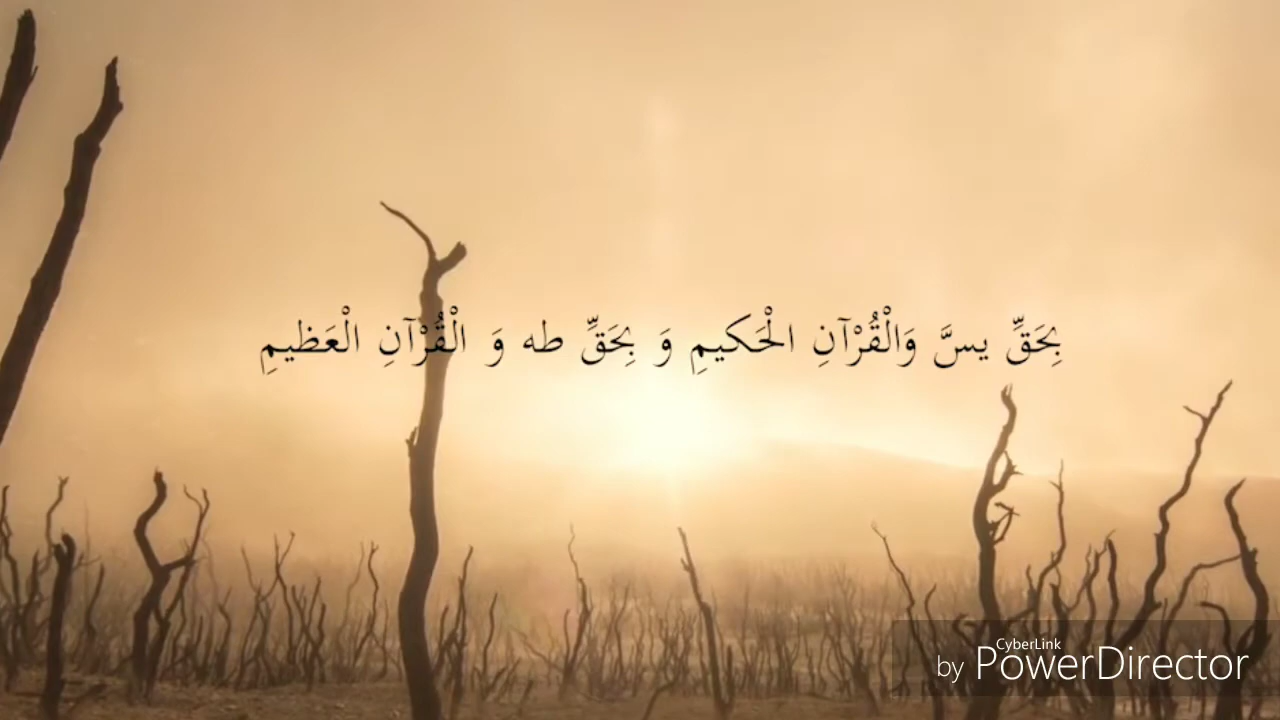 بِحَقِّ يسَّ وَالْقُرْآنِ الْحَكيمِ وَ بِحَقِّ طه وَ الْقُرْآنِ الْعَظيمِ
CyberLink
by PowerDirector